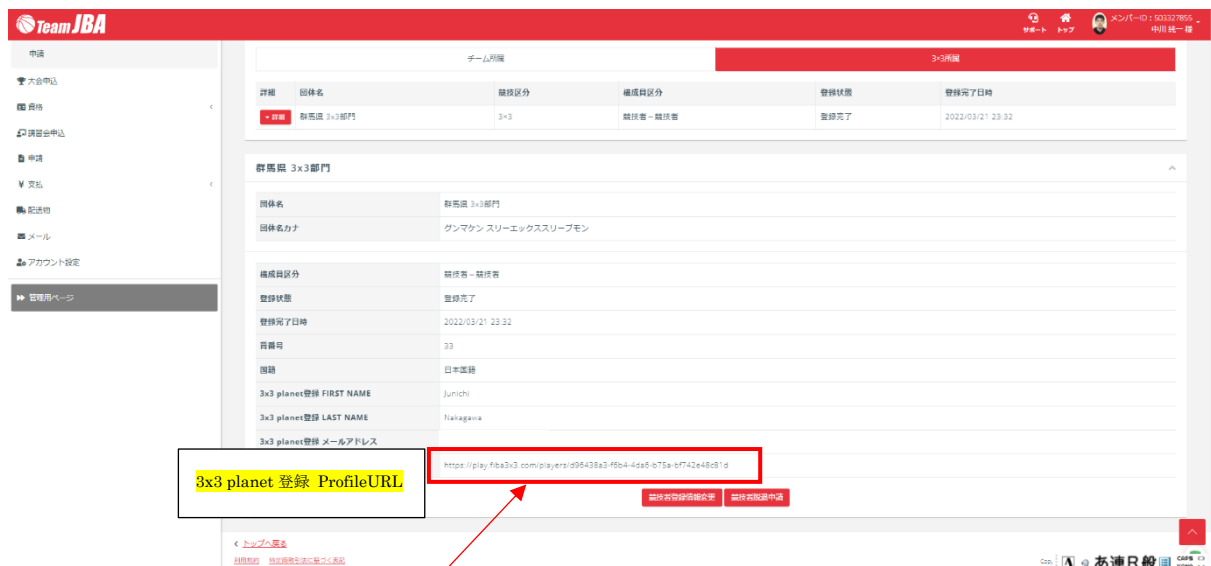 Team JBA
サポート トップ
メンバーID : 503327855
中川 純一 様
申請
大会申込
資格
講習会申込
申請
¥ 支払
配送物
メール
アカウント設定
管理用ページ
チーム所属 3×3所属
詳細 団体名 競技区分 構成員区分 登録状態 登録完了日時
詳細 群馬県 3x3部門 3×3 競技者 – 競技者 登録完了 2022/03/21 23:32
群馬県 3x3部門
団体名 群馬県 3x3部門
団体名カナ グンマケン スリーエックススリーブモン
構成員区分 競技者 – 競技者
登録状態 登録完了
登録完了日時 2022/03/21 23:32
背番号 33
国籍 日本国籍
3x3 planet登録 FIRST NAME Junichi
3x3 planet登録 LAST NAME Nakagawa
3x3 planet登録 メールアドレス
3x3 planet 登録 ProfileURL
https://play.fiba3x3.com/players/d96438a3-f6b4-4da6-b75a-bf742e48c81d
競技者登録情報変更 競技者脱退申請
トップへ戻る
利用規約 特定商取引法に基づく表記
Cop
A あ連R般
CAPS